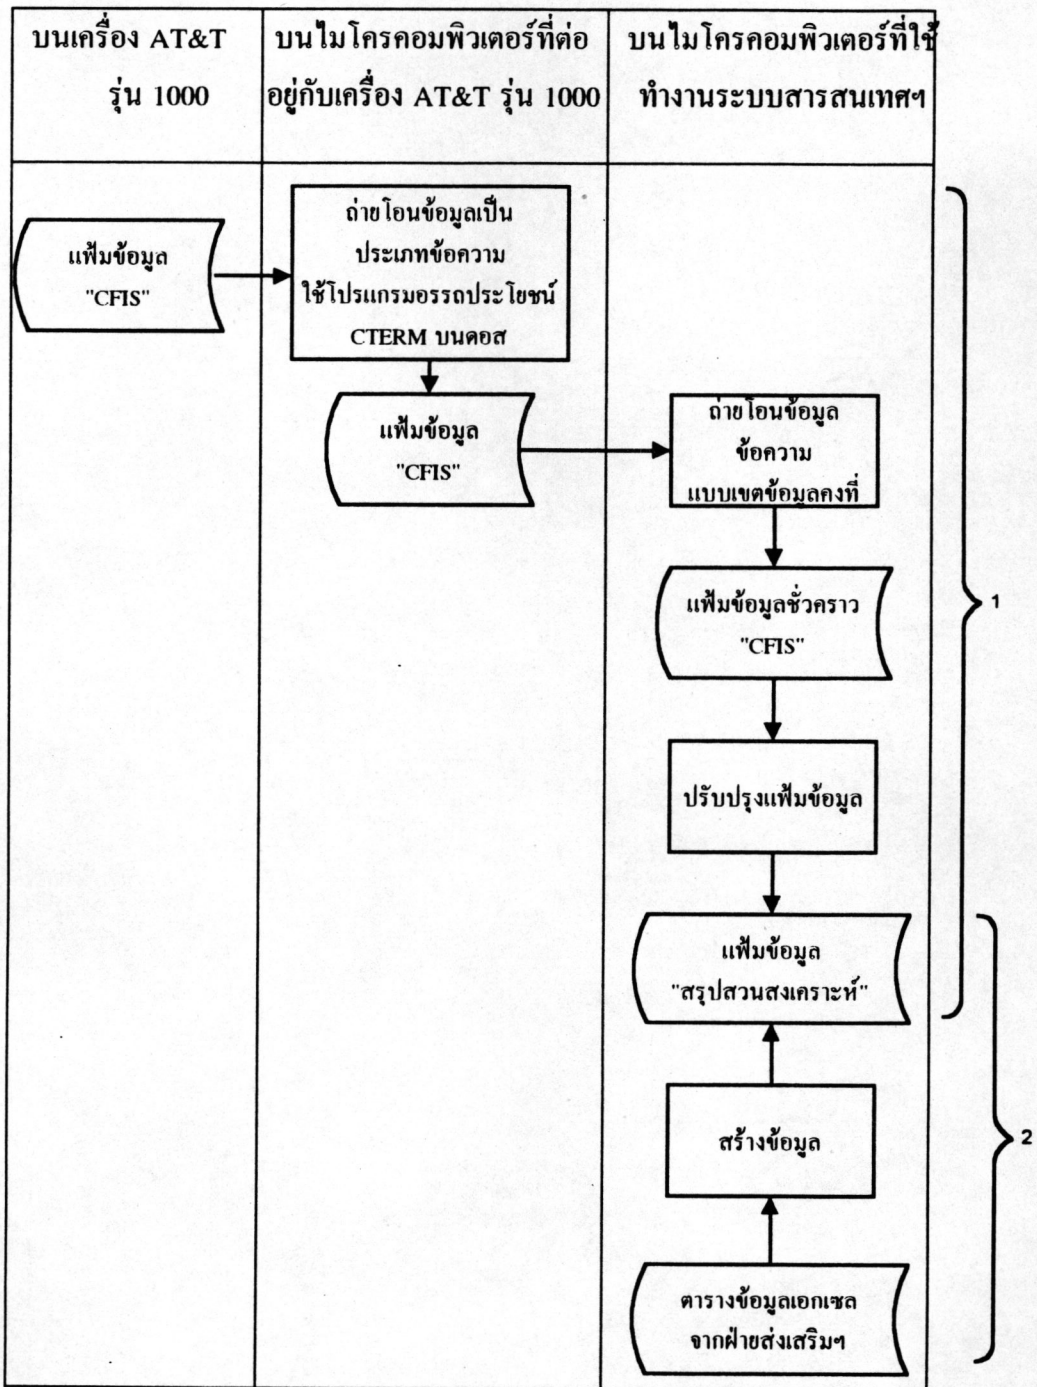 บนเครื่อง AT&T
รุ่น 1000
บนไมโครคอมพิวเตอร์ที่ต่อ
อยู่กับเครื่อง AT&T รุ่น 1000
บนไมโครคอมพิวเตอร์ที่ใช้
ทำงานระบบสารสนเทศฯ
แฟ้มข้อมูล
"CFIS"
ถ่ายโอนข้อมูลเป็น
ประเภทข้อความ
ใช้โปรแกรมอรรถประโยชน์
CTERM บนดอส
แฟ้มข้อมูล
"CFIS"
ถ่ายโอนข้อมูล
ข้อความ
แบบเขตข้อมูลคงที่
แฟ้มข้อมูลชั่วคราว
"CFIS"
1
ปรับปรุงแฟ้มข้อมูล
แฟ้มข้อมูล
"สรุปสวนสงเคราะห์"
สร้างข้อมูล
2
ตารางข้อมูลเอกเซล
จากฝ่ายส่งเสริมฯ